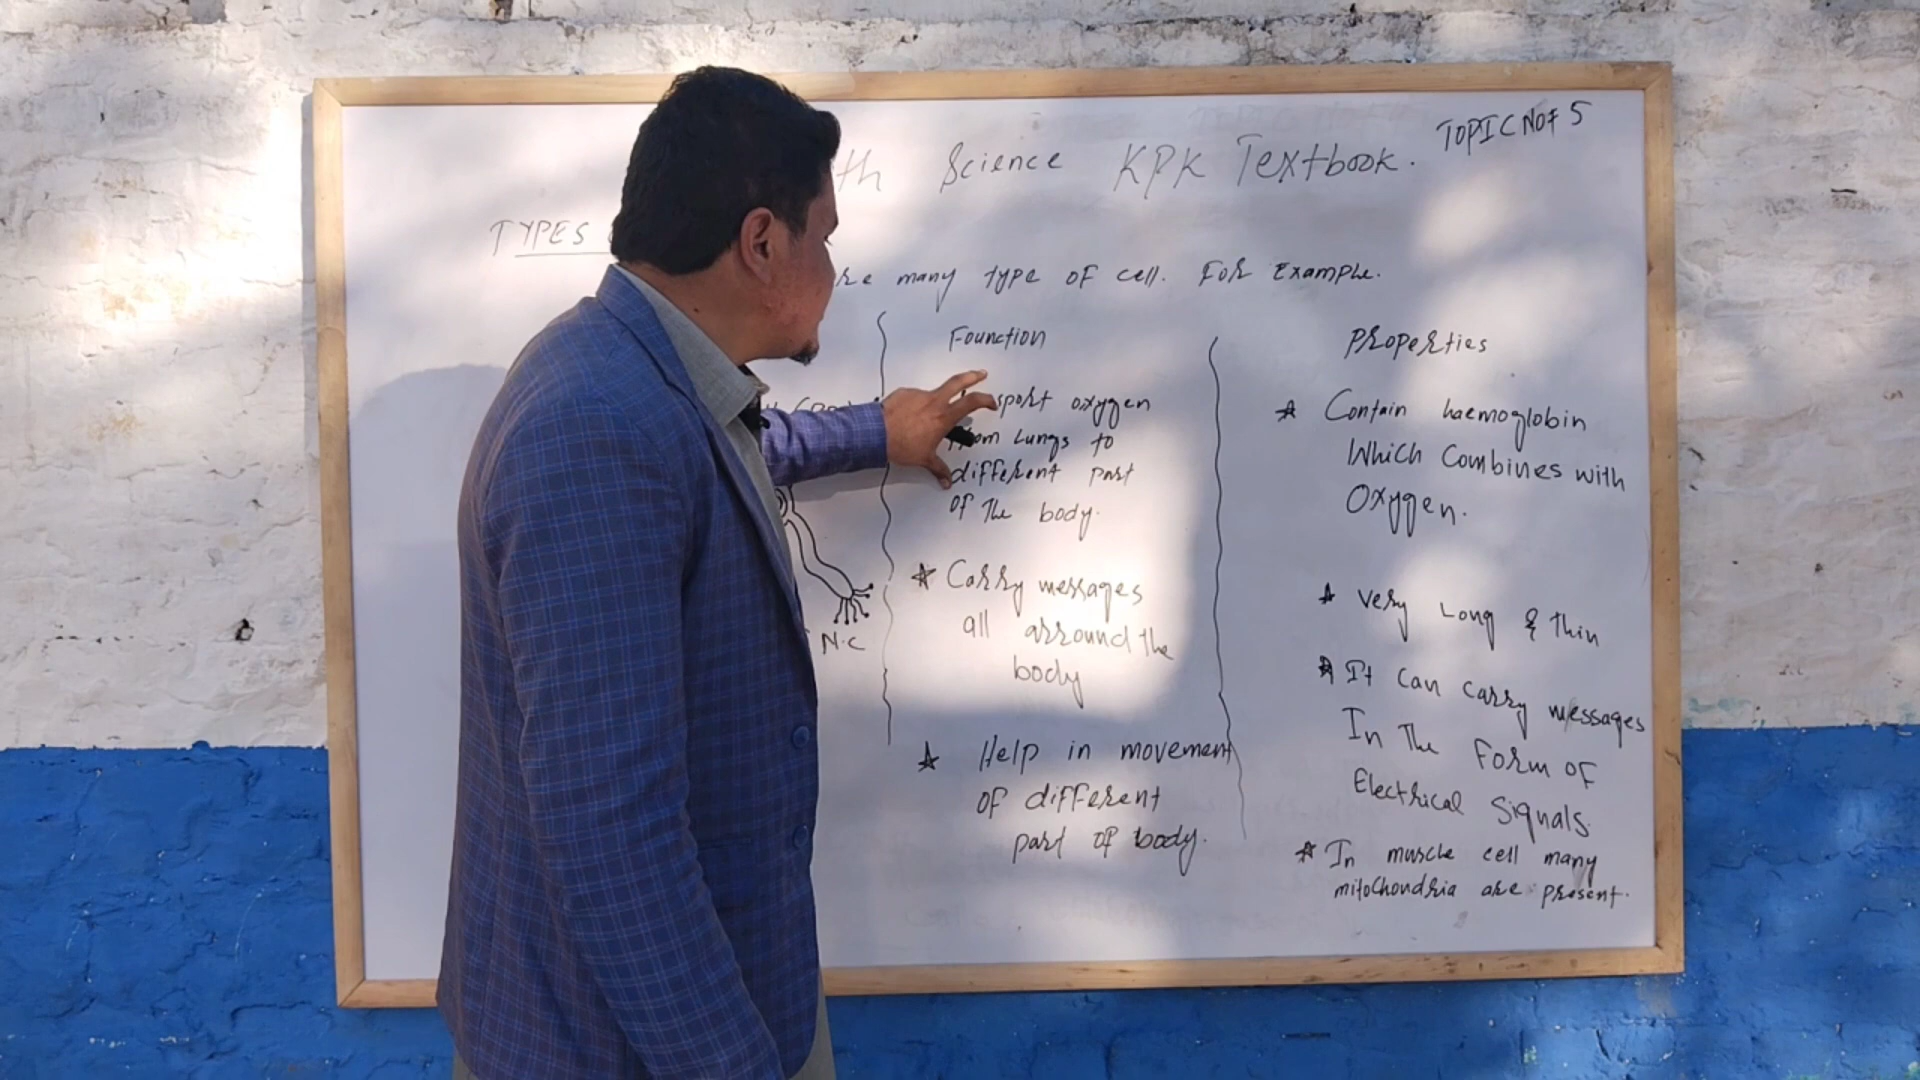 th Science KPK Textbook.
TOPIC NO# 5
TYPES
re many type of cell. For Example.
Founction
sport oxygen
from Lungs to
different part
of the body.
★ Carry messages
all arround the
body
★ Help in movement
of different
part of body.
N.C
Properties
★ Contain haemoglobin
Which Combines with
Oxygen.
★ Very Long & thin
★ It can carry messages
In The Form of
Electrical Signals.
★ In muscle cell many
mitochondria are present.